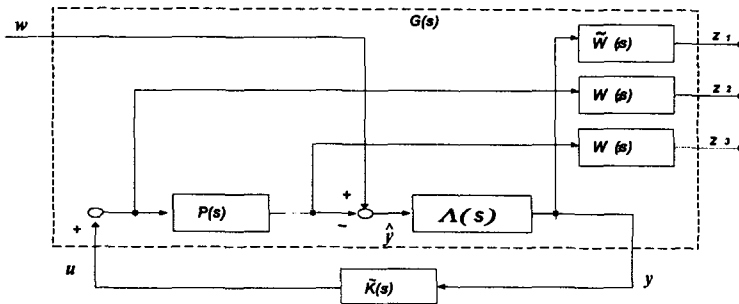 w
G(s)
W̃ (s)
z 1
W (s)
z 2
W (s)
z 3
+
P(s)
+
−
ŷ
Λ(s)
+
u
K̃(s)
y